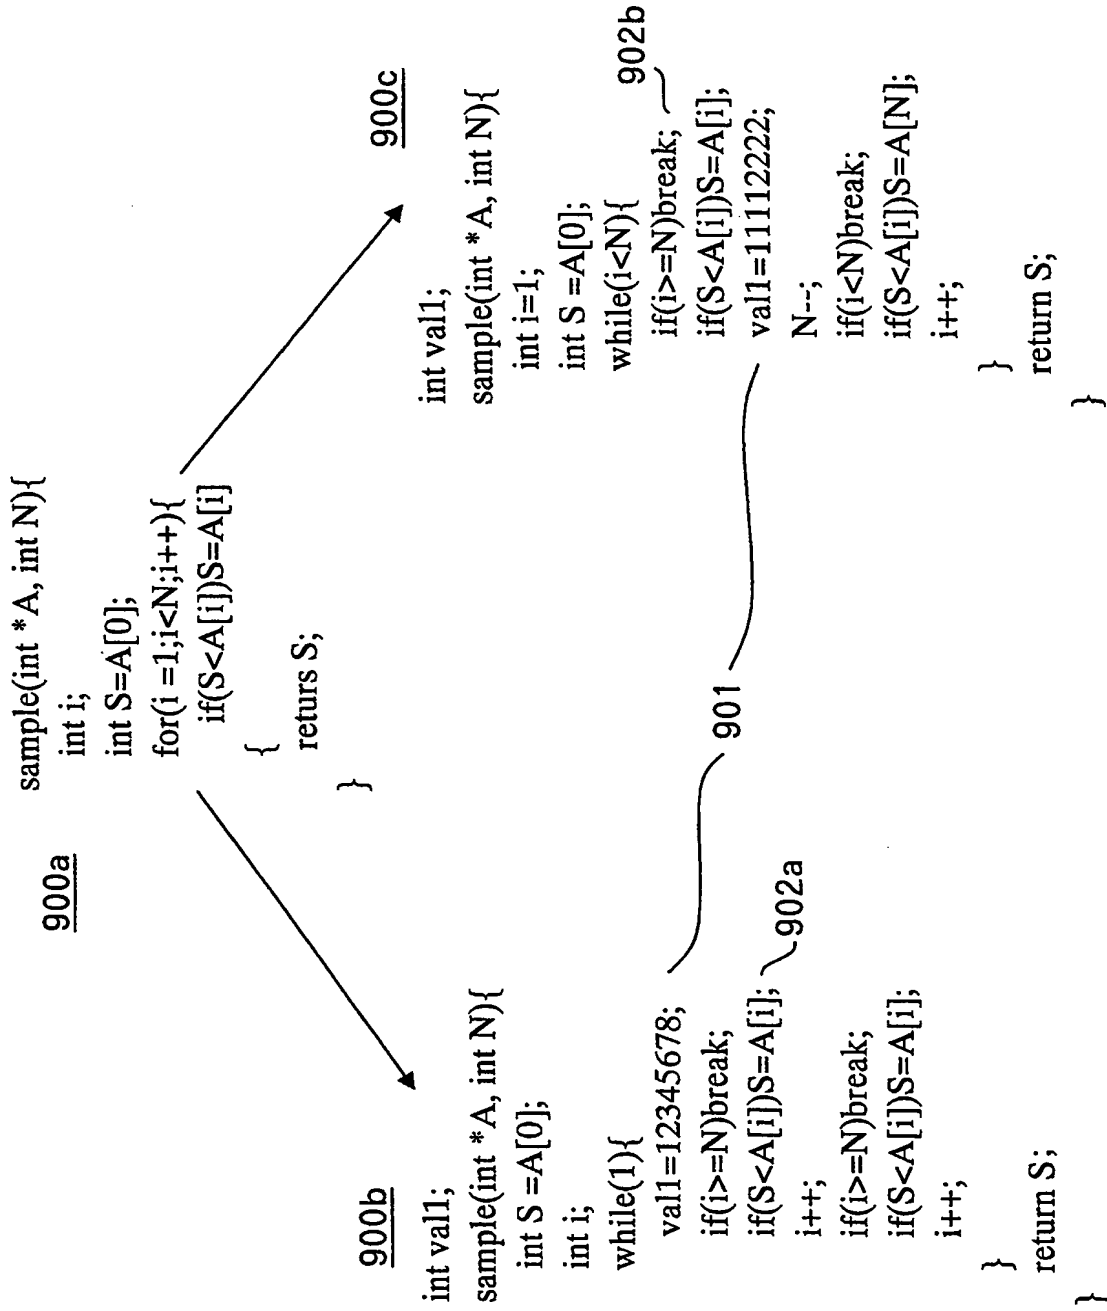 900a
sample(int *A, int N){
int i;
int S=A[0];
for(i =1;i<N;i++){
if(S<A[i])S=A[i]
{
returs S;
}
900b
int val1;
sample(int *A, int N){
int S =A[0];
int i;
while(1){
val1=12345678;
if(i>=N)break;
if(S<A[i])S=A[i];
i++;
if(i>=N)break;
if(S<A[i])S=A[i];
i++;
}
return S;
}
902a
901
900c
int val1;
sample(int *A, int N){
int i=1;
int S =A[0];
while(i<N){
if(i>=N)break;
if(S<A[i])S=A[i];
val1=11112222;
N--;
if(i<N)break;
if(S<A[i])S=A[N];
i++;
}
return S;
}
902b